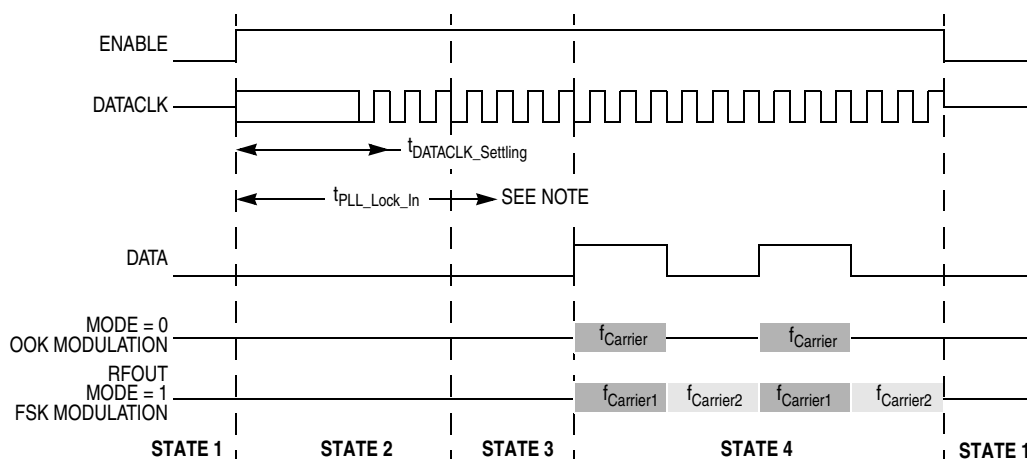 ENABLE
DATACLK
tDATACLK_Settling
tPLL_Lock_In
SEE NOTE
DATA
MODE = 0
OOK MODULATION
fCarrier
fCarrier
RFOUT
MODE = 1
FSK MODULATION
fCarrier1
fCarrier2
fCarrier1
fCarrier2
STATE 1
STATE 2
STATE 3
STATE 4
STATE 1